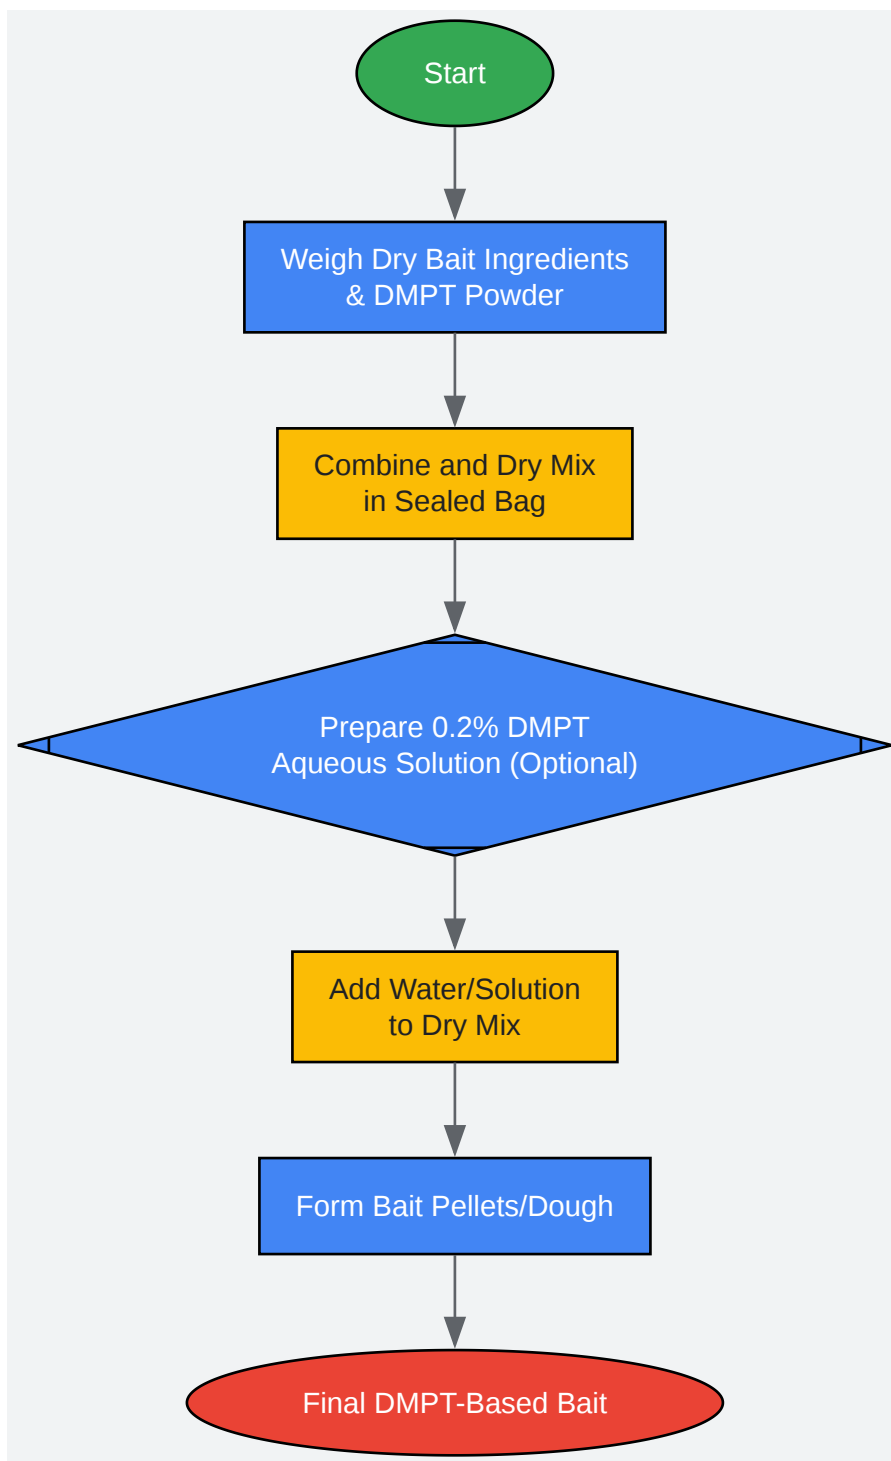 Start
Weigh Dry Bait Ingredients
& DMPT Powder
Combine and Dry Mix
in Sealed Bag
Prepare 0.2% DMPT
Aqueous Solution (Optional)
Add Water/Solution
to Dry Mix
Form Bait Pellets/Dough
Final DMPT-Based Bait